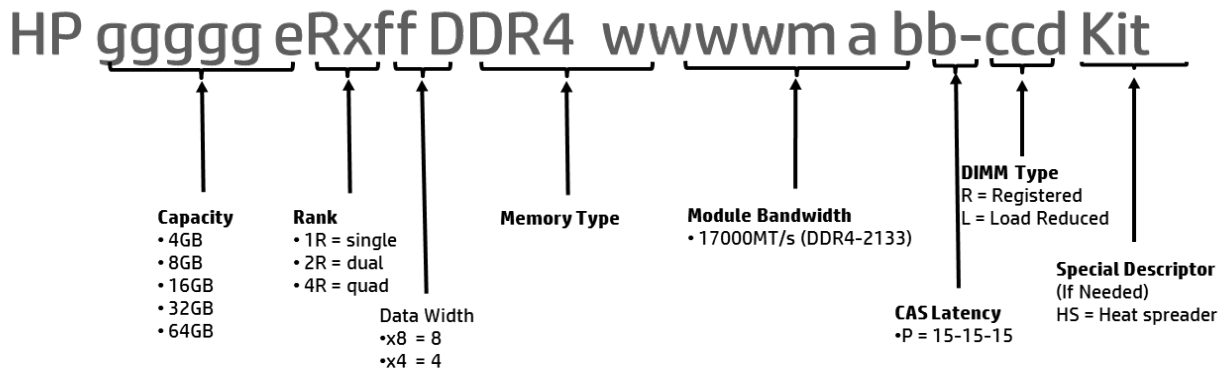 HP ggggg eRxff DDR4 wwwwm a bb-ccd Kit
Capacity
• 4GB
• 8GB
• 16GB
• 32GB
• 64GB
Rank
• 1R = single
• 2R = dual
• 4R = quad
Data Width
•x8 = 8
•x4 = 4
Memory Type
Module Bandwidth
• 17000MT/s (DDR4-2133)
CAS Latency
•P = 15-15-15
DIMM Type
R = Registered
L = Load Reduced
Special Descriptor
(If Needed)
HS = Heat spreader